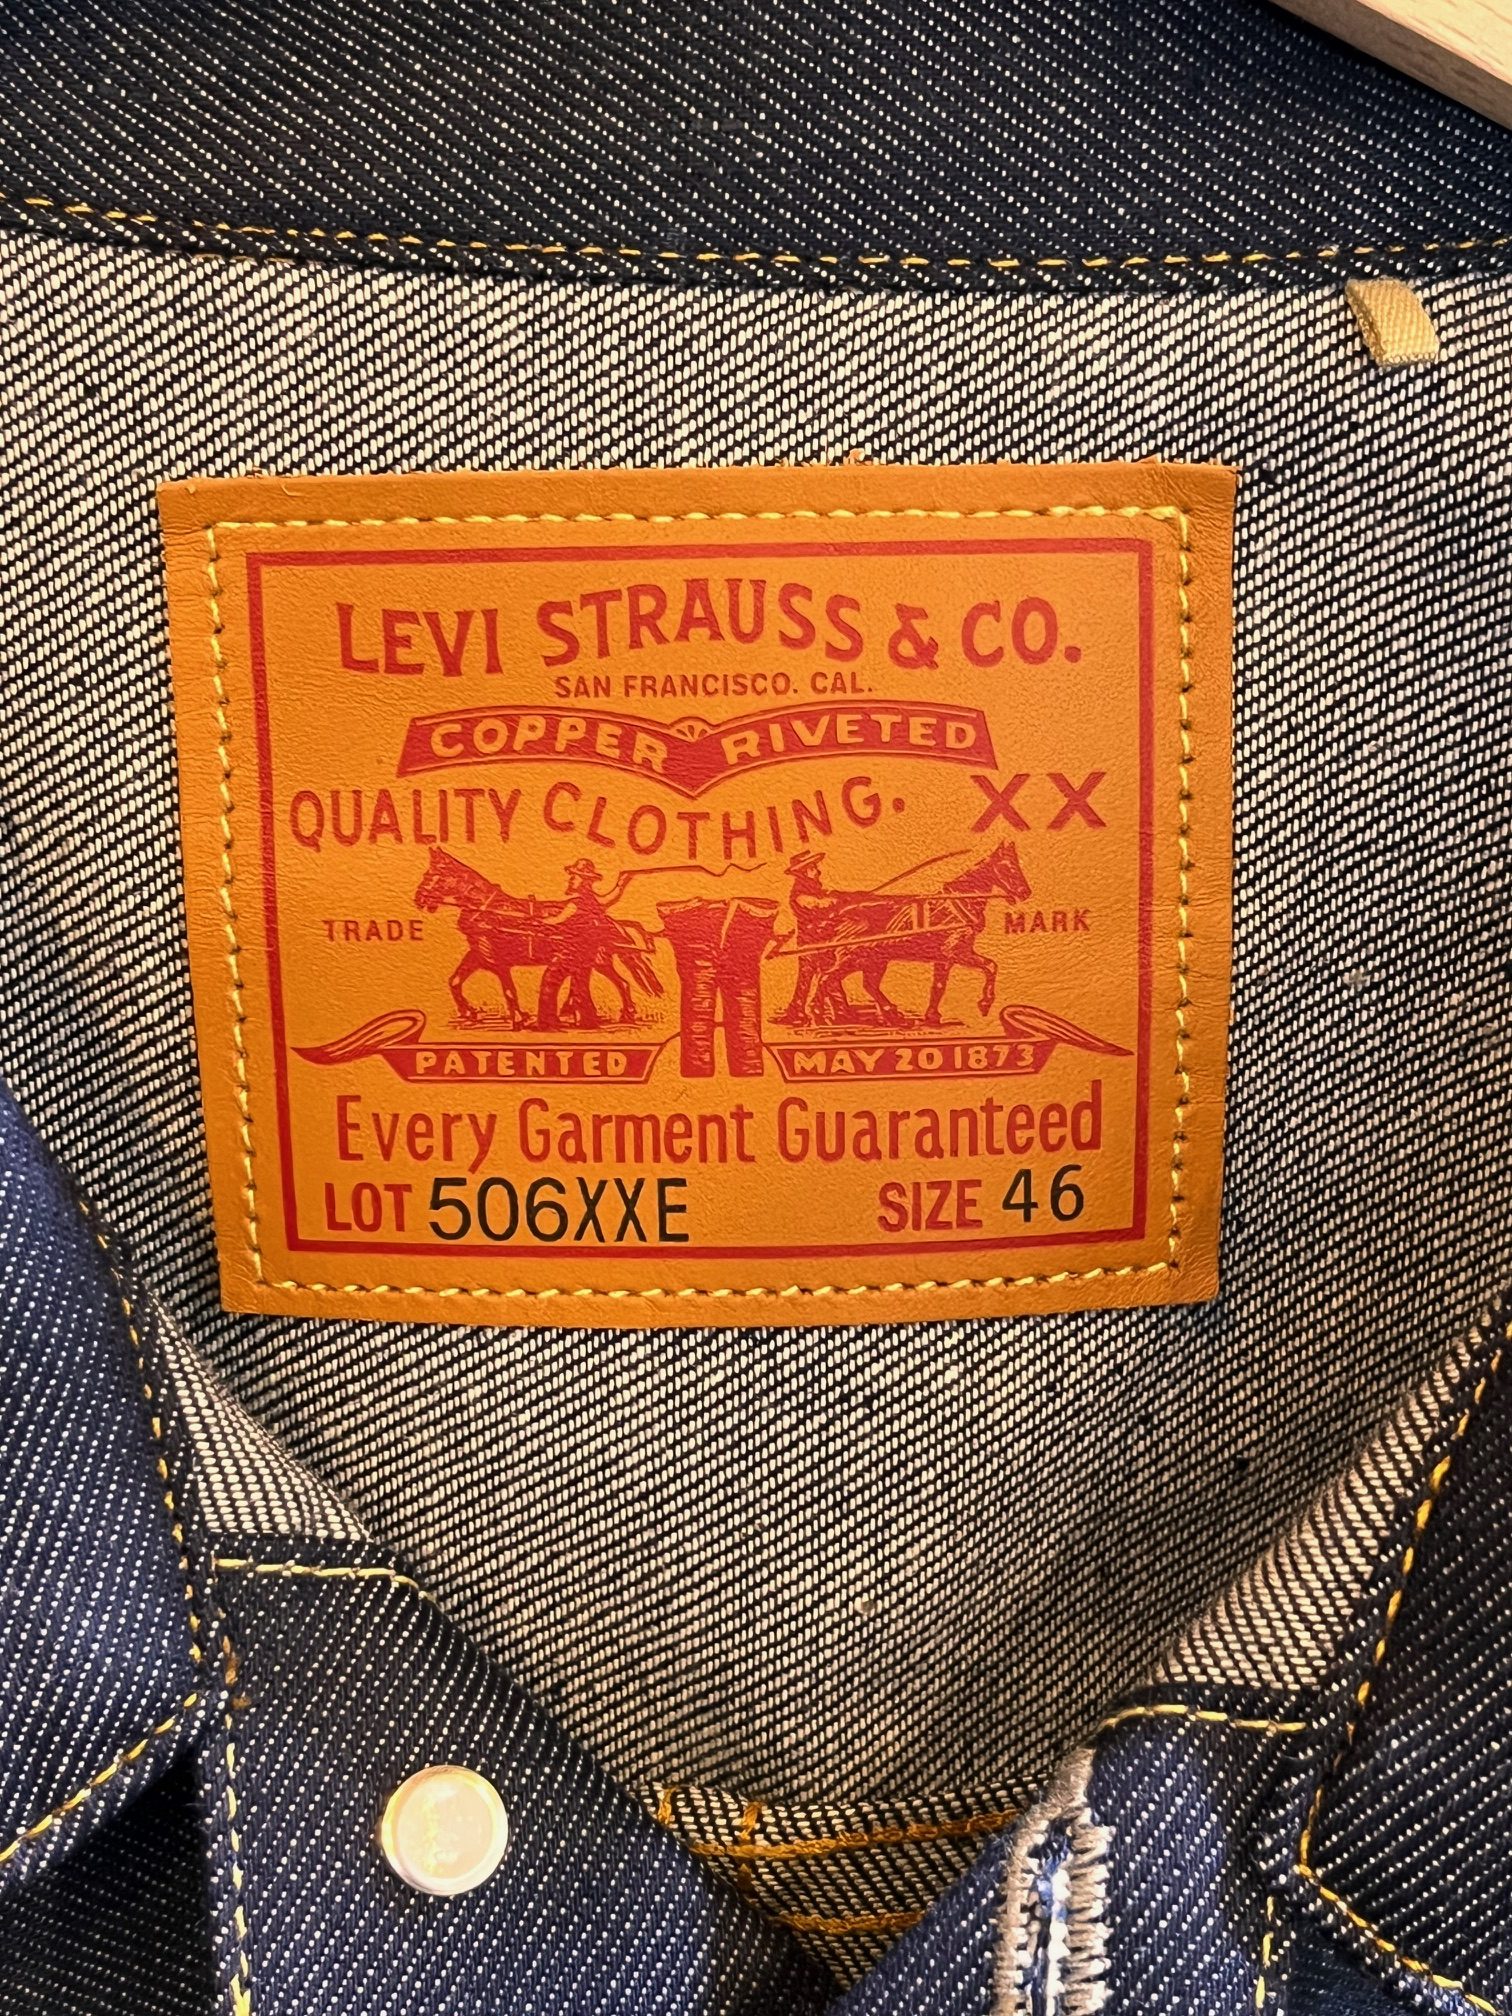 LEVI STRAUSS & CO.
SAN FRANCISCO. CAL.
COPPER RIVETED
QUALITY CLOTHING. XX
TRADE MARK
PATENTED MAY 20 1873
Every Garment Guaranteed
LOT 506XXE SIZE 46